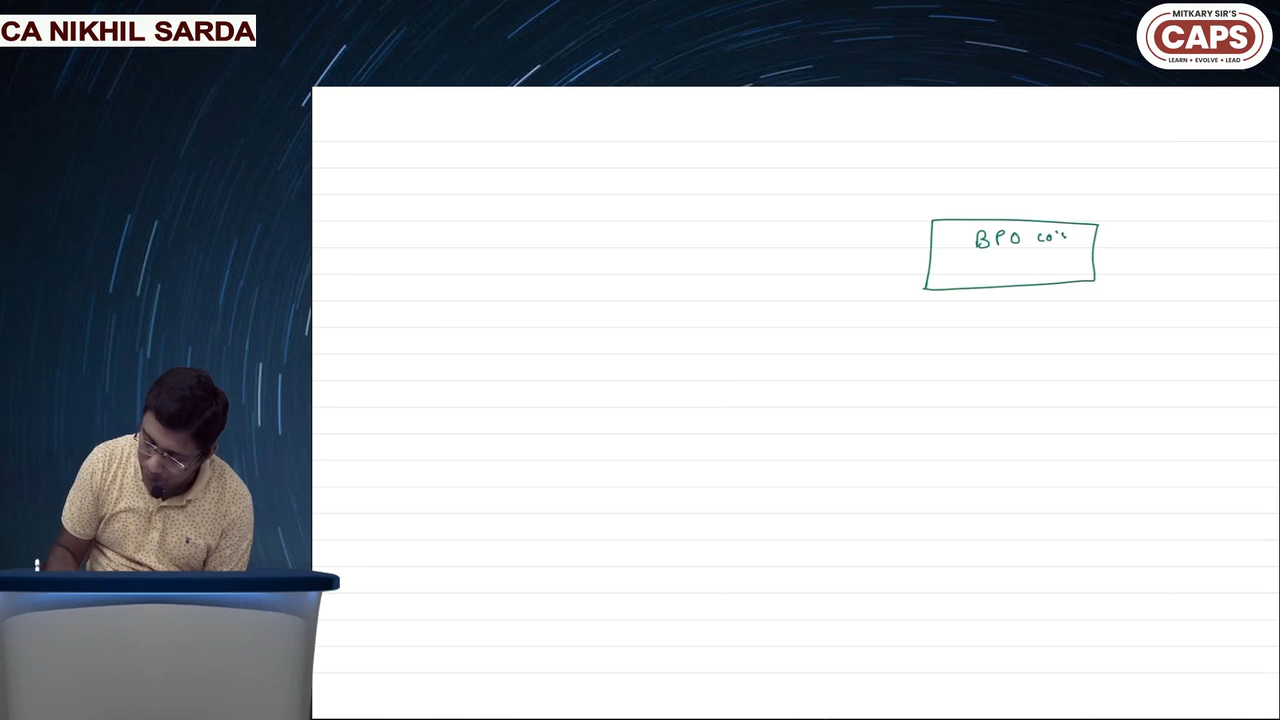 CA NIKHIL SARDA
MITKARY SIR'S
CAPS
LEARN • EVOLVE • LEAD
BPO co's